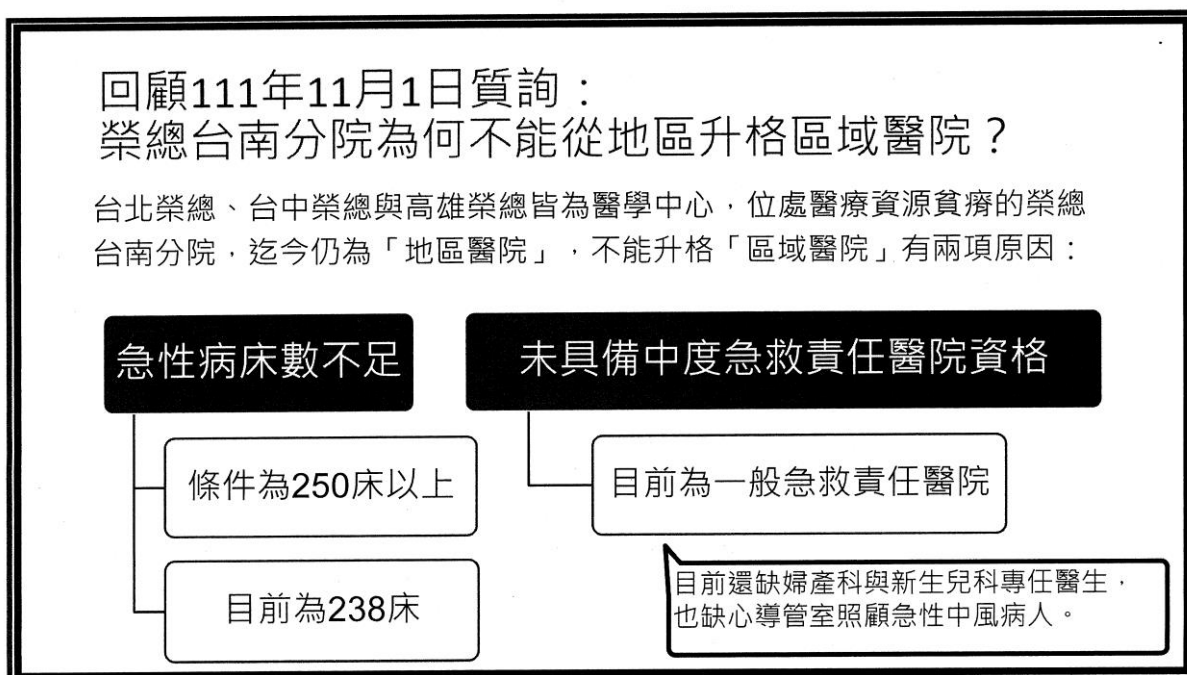 回顧111年11月1日質詢：
榮總台南分院為何不能從地區升格區域醫院？
台北榮總、台中榮總與高雄榮總皆為醫學中心，位處醫療資源貧瘠的榮總
台南分院，迄今仍為「地區醫院」，不能升格「區域醫院」有兩項原因：
急性病床數不足
條件為250床以上
目前為238床
未具備中度急救責任醫院資格
目前為一般急救責任醫院
目前還缺婦產科與新生兒科專任醫生，
也缺心導管室照顧急性中風病人。